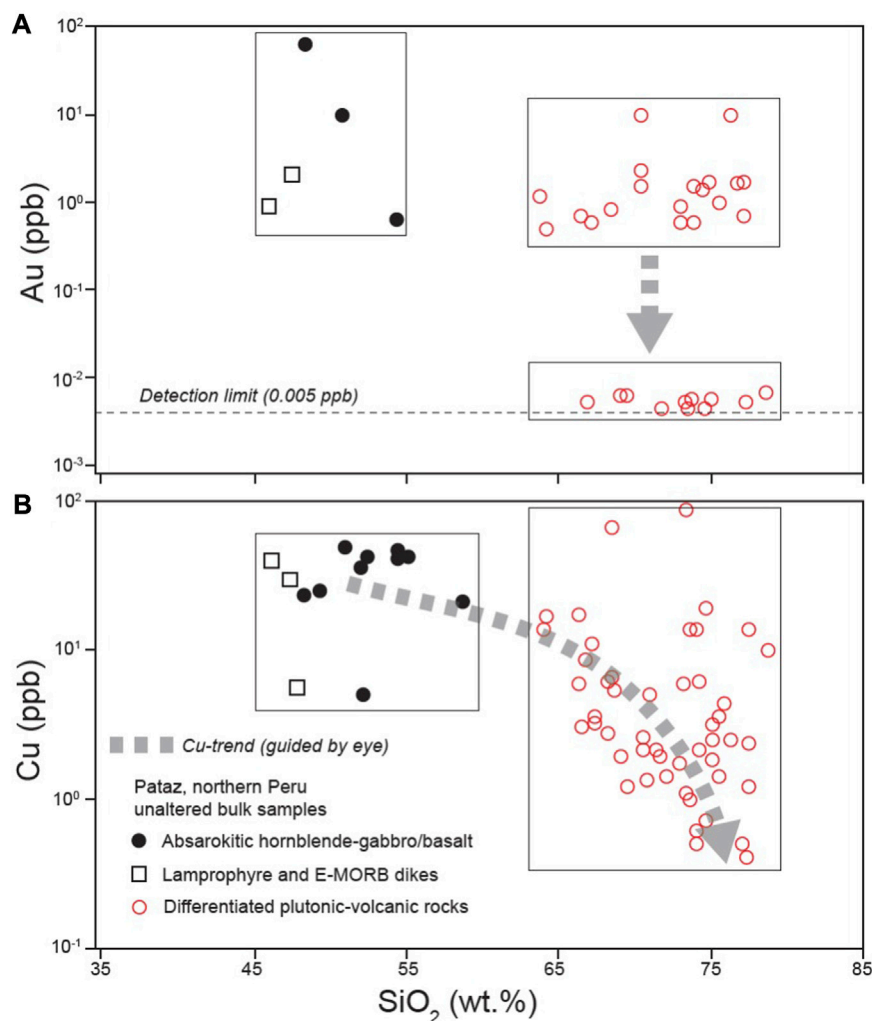 A
10²
10¹
10⁰
10⁻¹
10⁻²
10⁻³
Au (ppb)
Detection limit (0.005 ppb)
B
10²
10¹
10⁰
10⁻¹
Cu (ppb)
Cu-trend (guided by eye)
Pataz, northern Peru
unaltered bulk samples
Absarokitic hornblende-gabbro/basalt
Lamprophyre and E-MORB dikes
Differentiated plutonic-volcanic rocks
35 45 55 65 75 85
SiO₂ (wt.%)